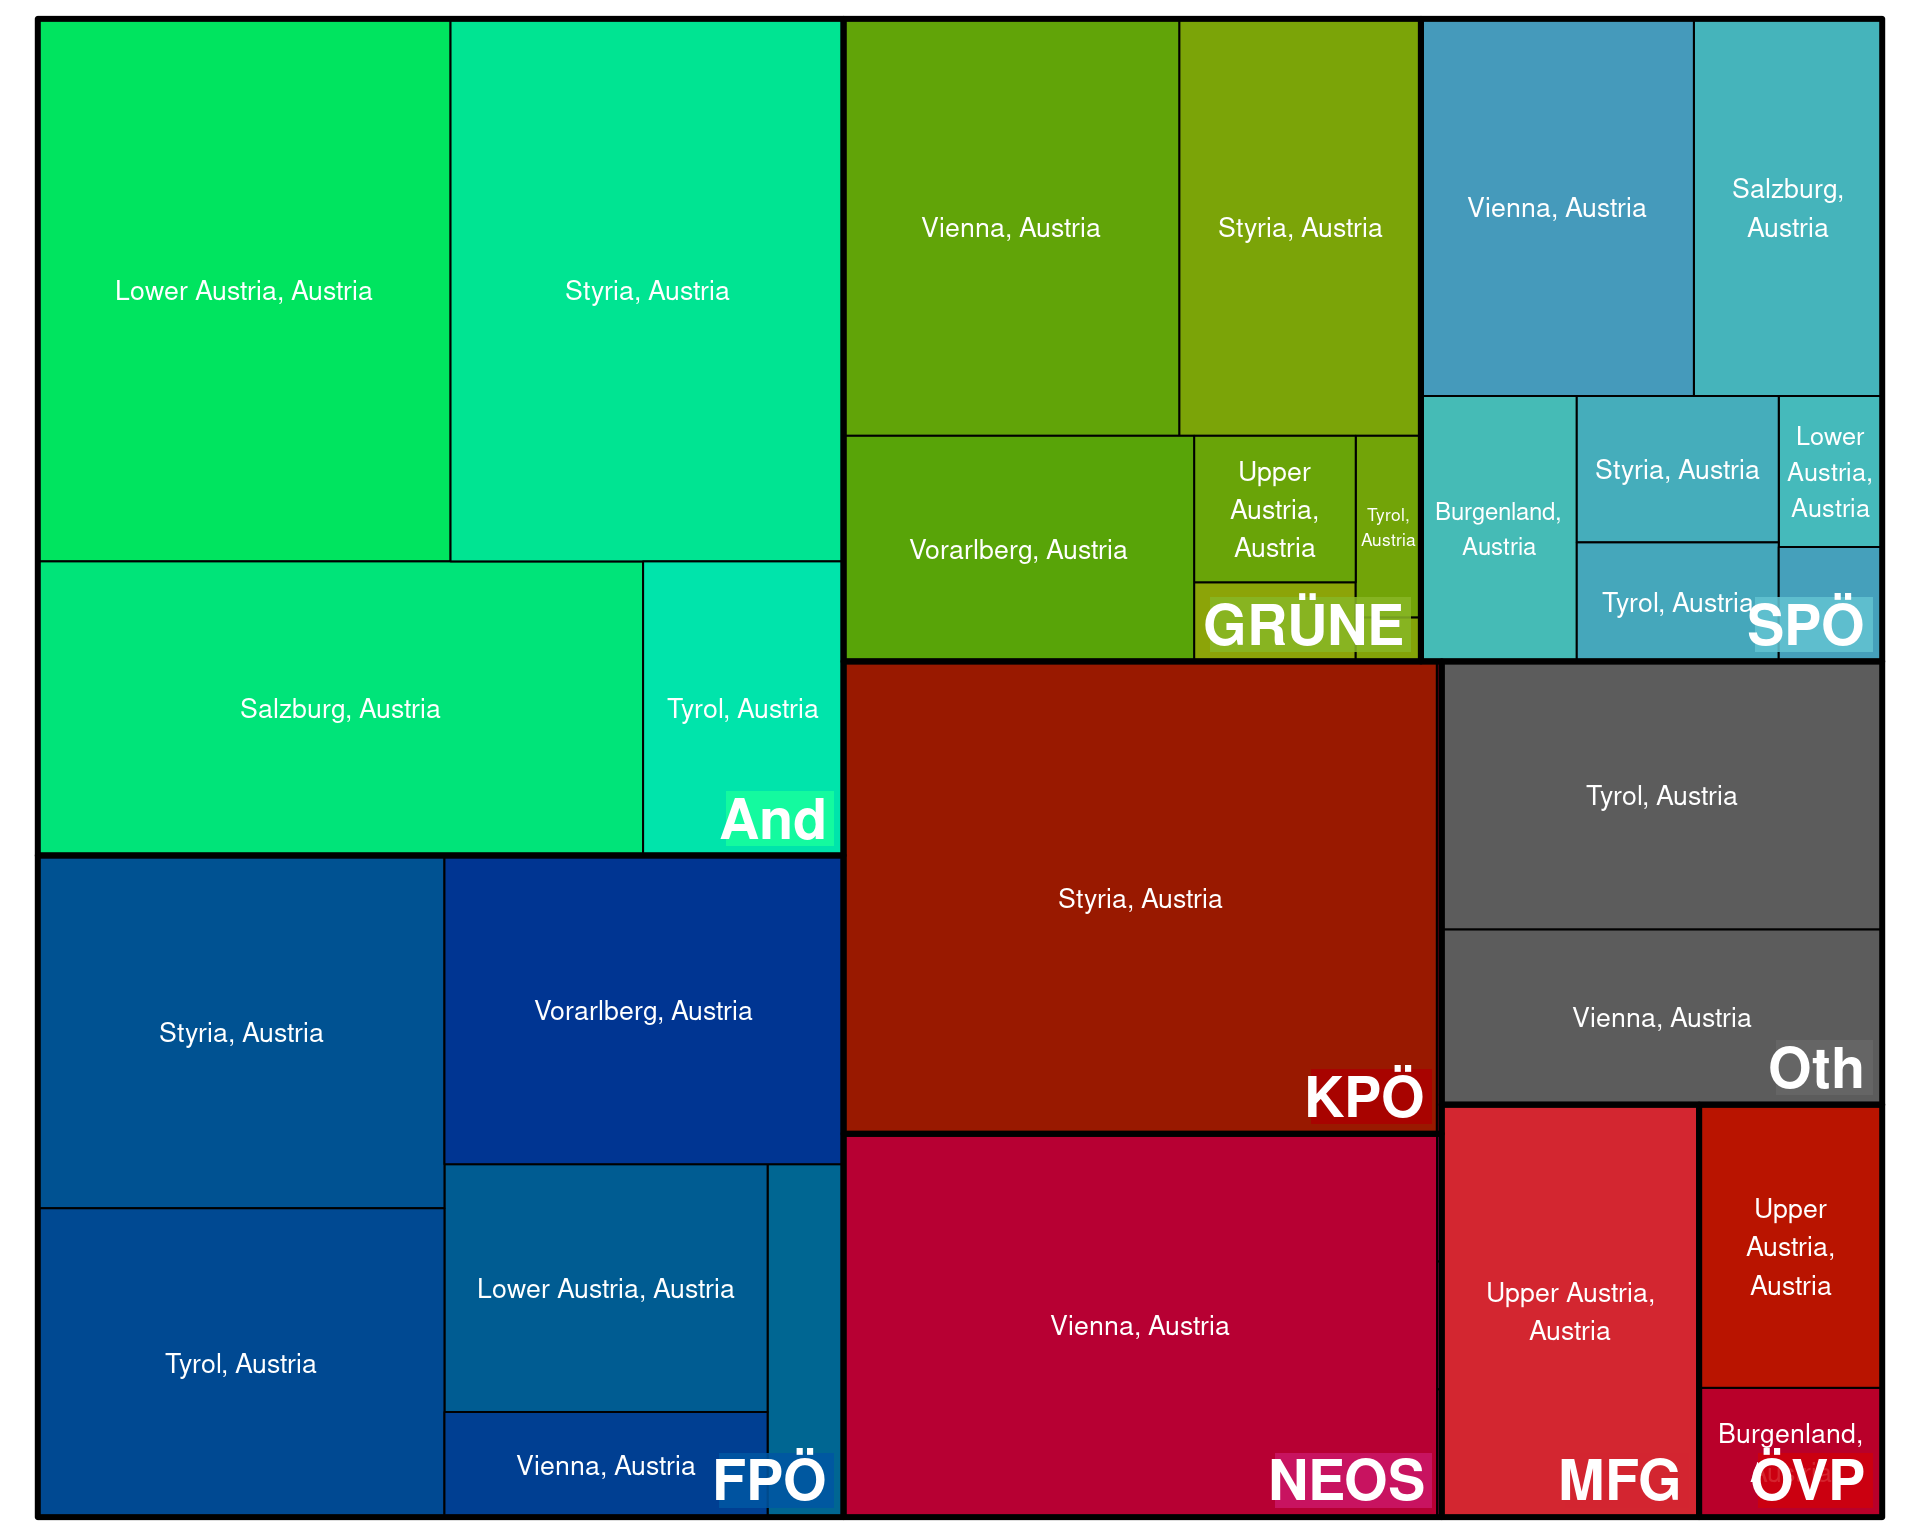 Lower Austria, Austria
Styria, Austria
Salzburg, Austria
Tyrol, Austria
And
Styria, Austria
Vorarlberg, Austria
Tyrol, Austria
Lower Austria, Austria
Vienna, Austria
FPÖ
Vienna, Austria
Styria, Austria
Vorarlberg, Austria
Upper
Austria,
Austria
Tyrol,
Austria
GRÜNE
Vienna, Austria
Salzburg,
Austria
Burgenland,
Austria
Styria, Austria
Lower
Austria,
Austria
Tyrol, Austria
SPÖ
Styria, Austria
KPÖ
Tyrol, Austria
Vienna, Austria
Oth
Vienna, Austria
NEOS
Upper Austria,
Austria
MFG
Upper
Austria,
Austria
Burgenland,
Austria
ÖVP